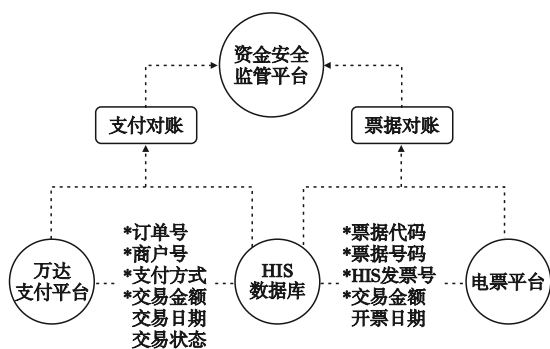 资金安全
监管平台
支付对账
票据对账
万达
支付平台
*订单号
*商户号
*支付方式
*交易金额
交易日期
交易状态
HIS
数据库
*票据代码
*票据号码
*HIS发票号
*交易金额
开票日期
电票平台